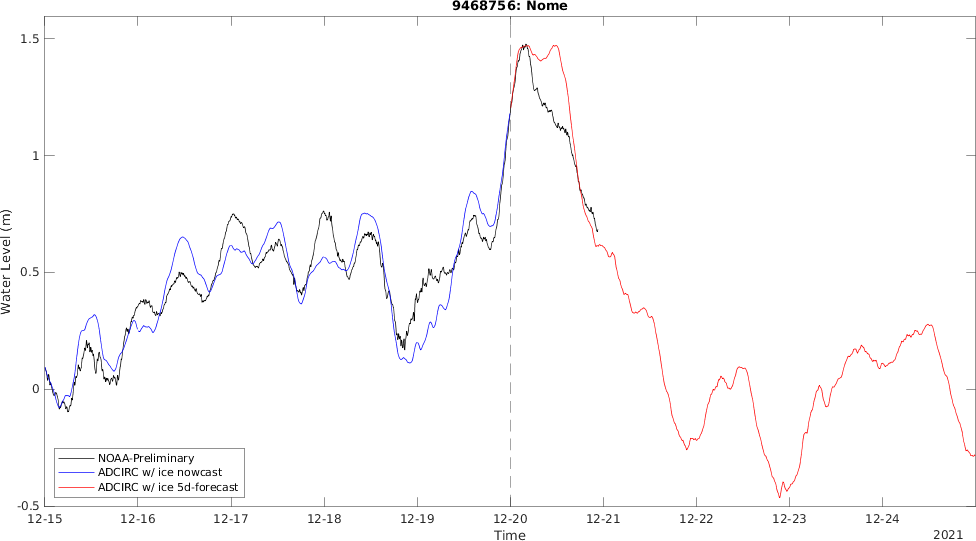 9468756: Nome
1.5
1
0.5
0
-0.5
Water Level (m)
NOAA-Preliminary
ADCIRC w/ ice nowcast
ADCIRC w/ ice 5d-forecast
12-15 12-16 12-17 12-18 12-19 12-20 12-21 12-22 12-23 12-24
Time
2021